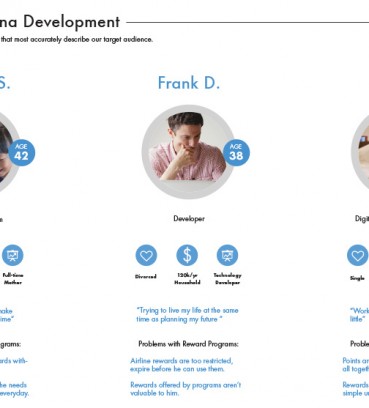 na Development
that most accurately describe our target audience.
S.
AGE
42
Full-time
Mother
Frank D.
AGE
38
Developer
$
Divorced
120k/yr
Household
Technology
Developer
"Trying to live my life at the same
time as planning my future "
Problems with Reward Programs:
Airline rewards are too restricted,
expire before he can use them.
Rewards offered by programs aren't
valuable to him.
Digit
Single
"Work
little"
Proble
Points ar
all togeth
Rewards
simple u
ake
time"
grams:
ards with-
he needs
everyday.